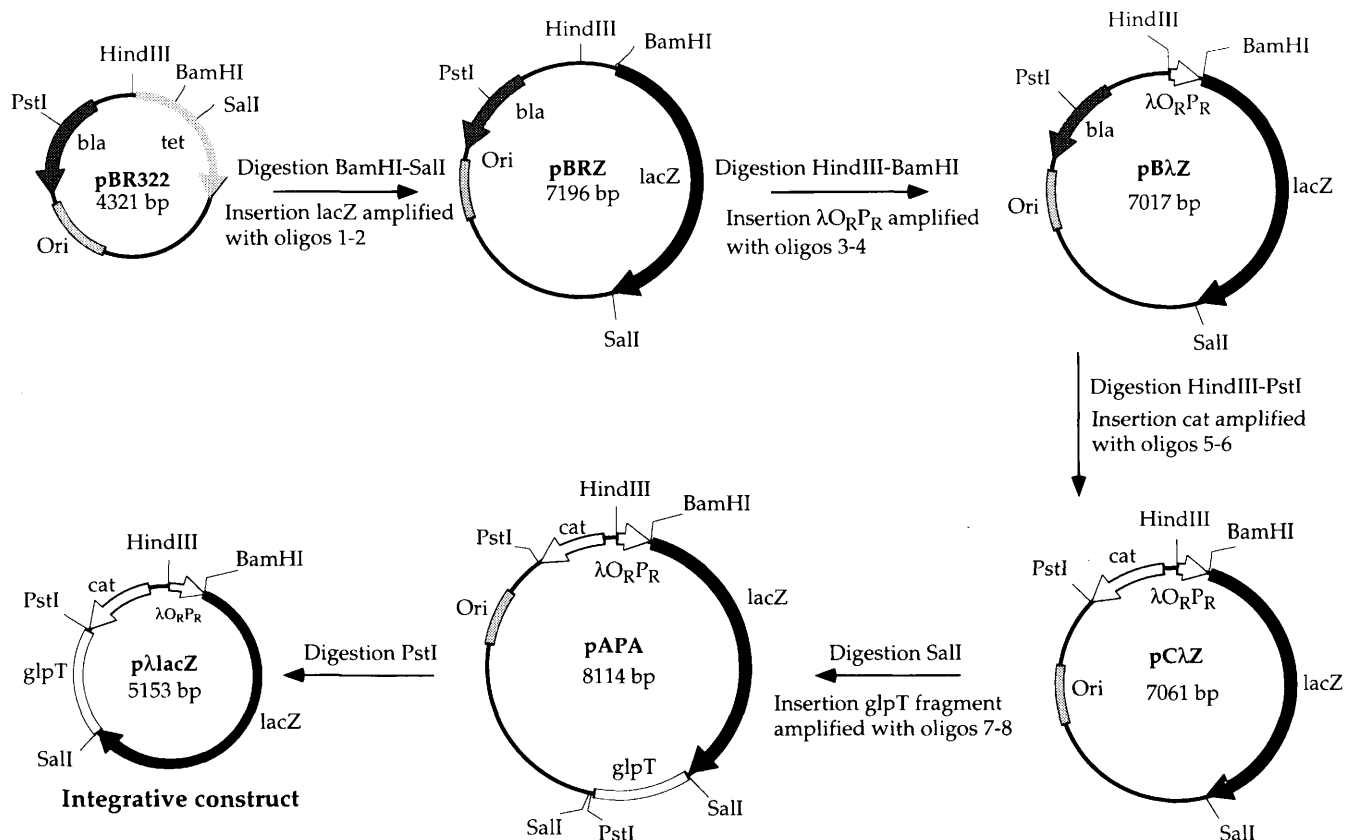 HindIII
BamHI
SalI
PstI
bla
tet
pBR322
4321 bp
Ori
Digestion BamHI-SalI
Insertion lacZ amplified
with oligos 1-2
HindIII
BamHI
PstI
bla
Ori
pBRZ
7196 bp
lacZ
SalI
Digestion HindIII-BamHI
Insertion λORPR amplified
with oligos 3-4
HindIII
BamHI
PstI
λORPR
bla
pBλZ
7017 bp
lacZ
Ori
SalI
Digestion HindIII-PstI
Insertion cat amplified
with oligos 5-6
HindIII
BamHI
cat
PstI
λORPR
pCλZ
7061 bp
Ori
lacZ
SalI
Digestion SalI
Insertion glpT fragment
amplified with oligos 7-8
HindIII
BamHI
cat
PstI
λORPR
lacZ
Ori
pAPA
8114 bp
glpT
SalI
PstI
SalI
Digestion PstI
HindIII
BamHI
cat
PstI
λORPR
pλlacZ
5153 bp
glpT
lacZ
SalI
Integrative construct